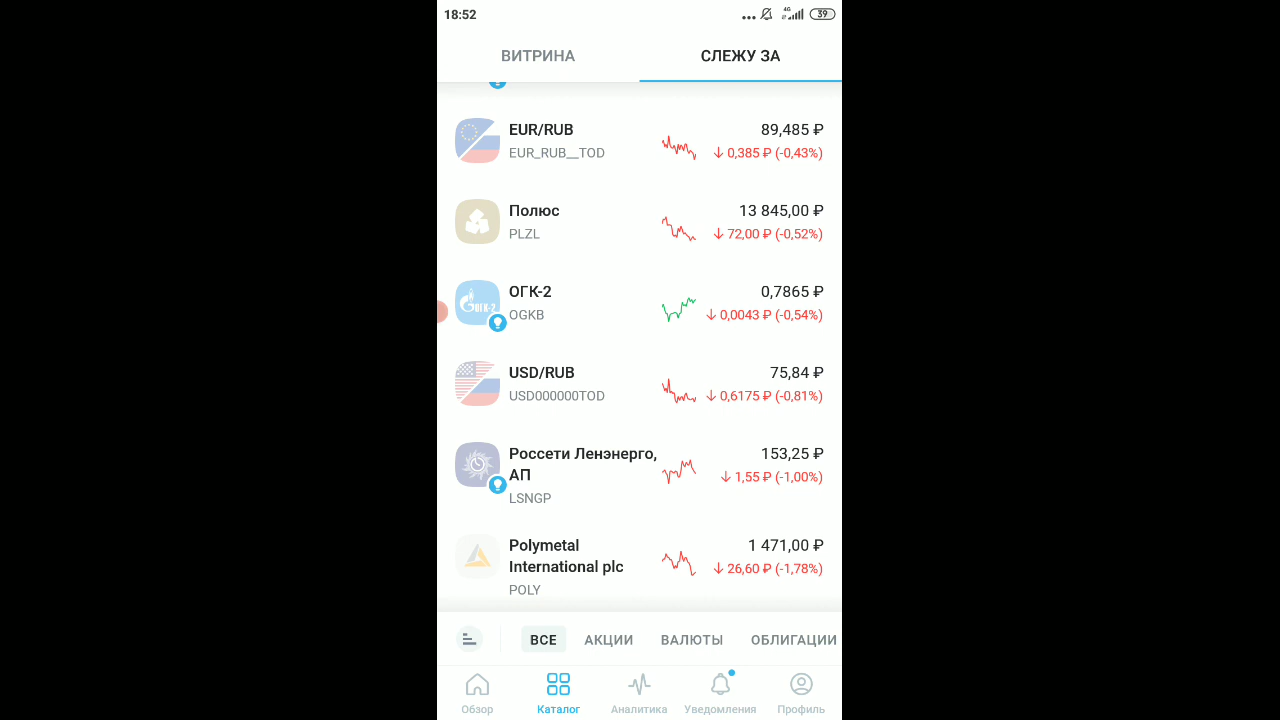 18:52
4G
39
ВИТРИНА
СЛЕЖУ ЗА
EUR/RUB
89,485 ₽
EUR_RUB__TOD
↓ 0,385 ₽ (-0,43%)
Полюс
13 845,00 ₽
PLZL
↓ 72,00 ₽ (-0,52%)
ОГК-2
ОГК-2
0,7865 ₽
OGKB
↓ 0,0043 ₽ (-0,54%)
USD/RUB
75,84 ₽
USD000000TOD
↓ 0,6175 ₽ (-0,81%)
Россети Ленэнерго,
153,25 ₽
АП
↓ 1,55 ₽ (-1,00%)
LSNGP
Polymetal
1 471,00 ₽
International plc
↓ 26,60 ₽ (-1,78%)
POLY
ВСЕ
АКЦИИ
ВАЛЮТЫ
ОБЛИГАЦИИ
Обзор
Каталог
Аналитика
Уведомления
Профиль